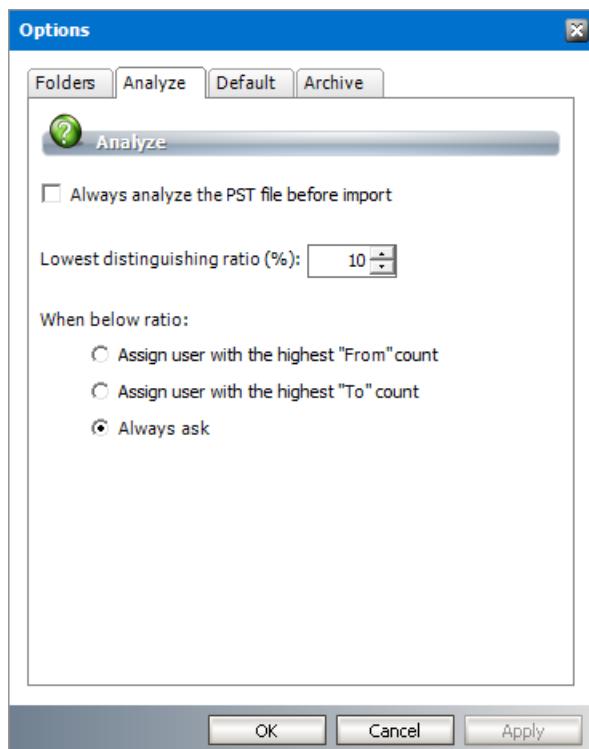 Options
Folders Analyze Default Archive
Analyze
Always analyze the PST file before import
Lowest distinguishing ratio (%): 10
When below ratio:
Assign user with the highest "From" count
Assign user with the highest "To" count
Always ask
OK Cancel Apply